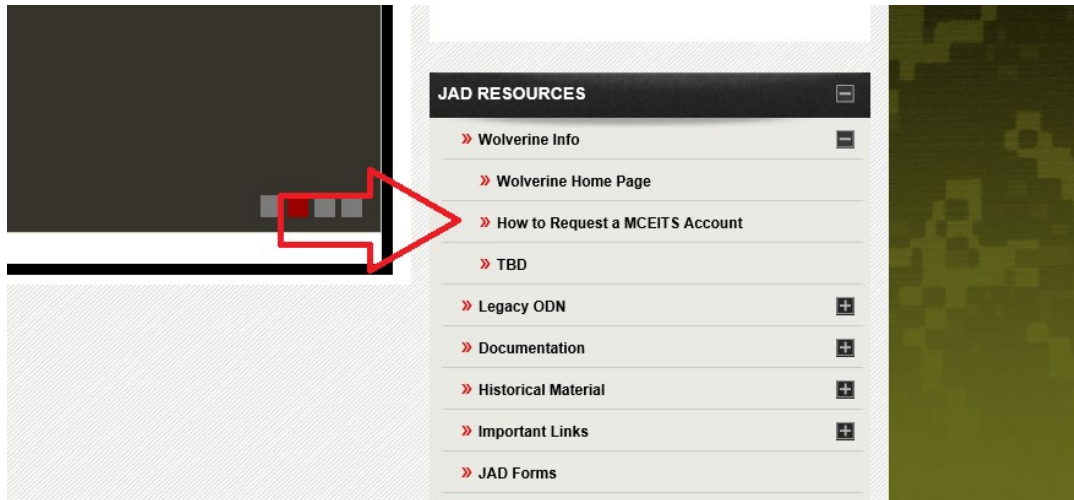 JAD RESOURCES
Wolverine Info
Wolverine Home Page
How to Request a MCEITS Account
TBD
Legacy ODN
Documentation
Historical Material
Important Links
JAD Forms